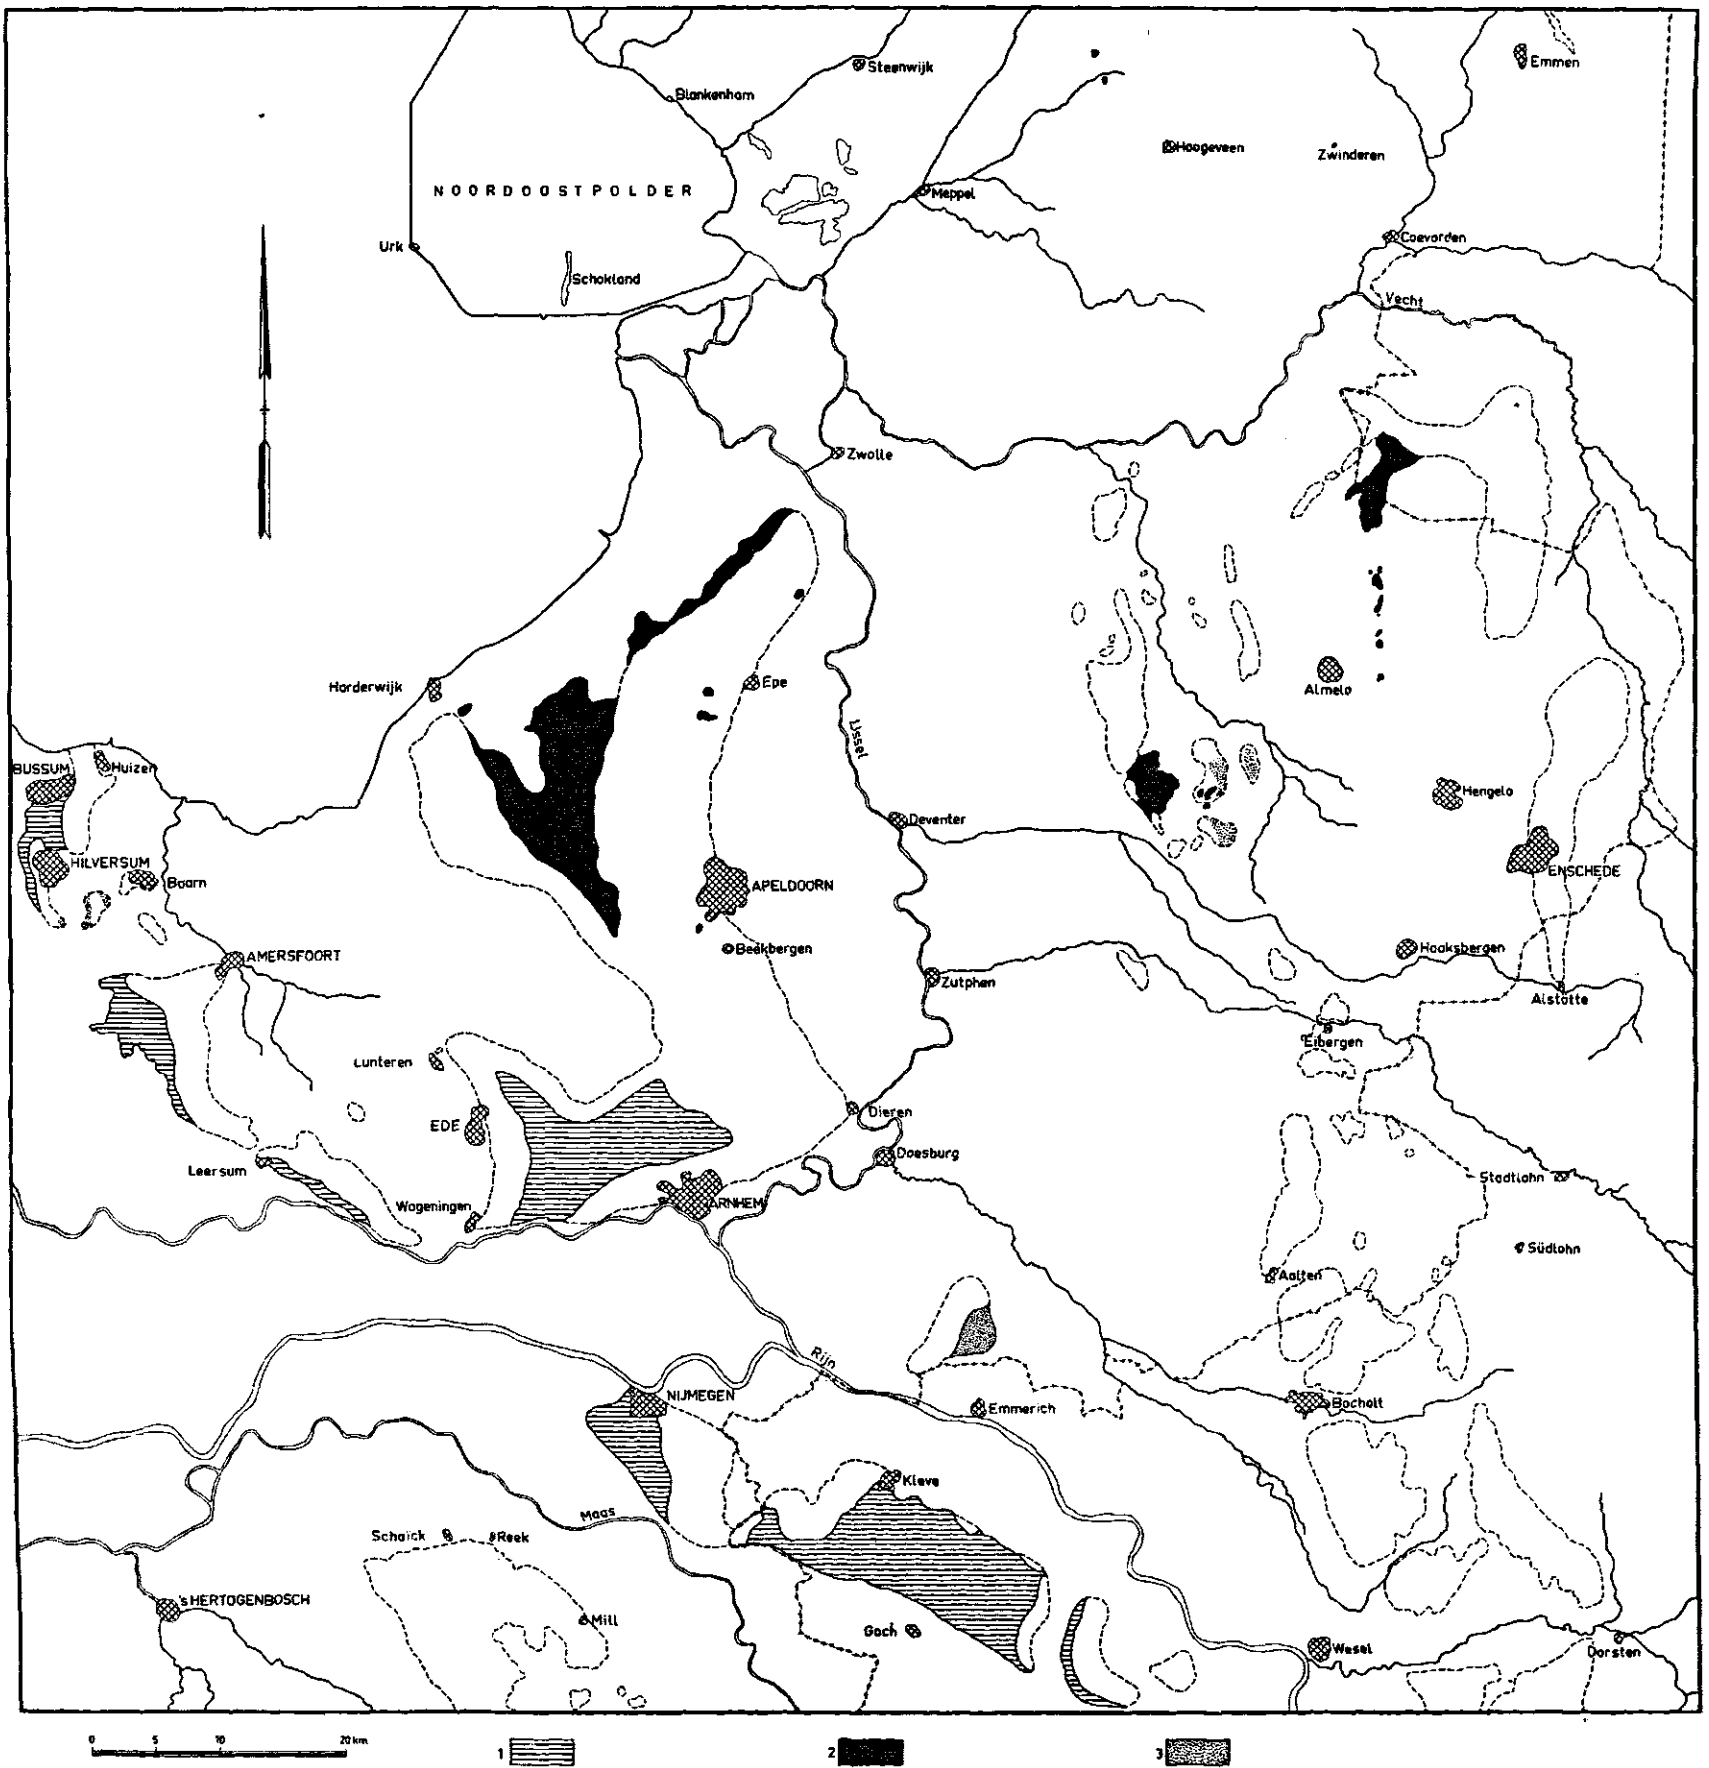 Steenwijk
Emmen
Blankenham
Hoogeveen
Zwinderen
NOORDOOSTPOLDER
Meppel
Urk
Coevorden
Schokland
Vecht
Zwolle
Harderwijk
Epe
Almelo
IJssel
BUSSUM
Huizen
Hengelo
Deventer
HILVERSUM
ENSCHEDE
Baarn
APELDOORN
Beekbergen
Haaksbergen
AMERSFOORT
Zutphen
Alstätte
Eibergen
Lunteren
Dieren
EDE
Doesburg
Leersum
Stadtlohn
Wageningen
ARNHEM
Südlohn
Aalten
Rijn
NIJMEGEN
Emmerich
Bocholt
Kleve
Maas
Schaick
Reek
's HERTOGENBOSCH
Mill
Goch
Wesel
Dorsten
0 5 10 20 km
1 2 3